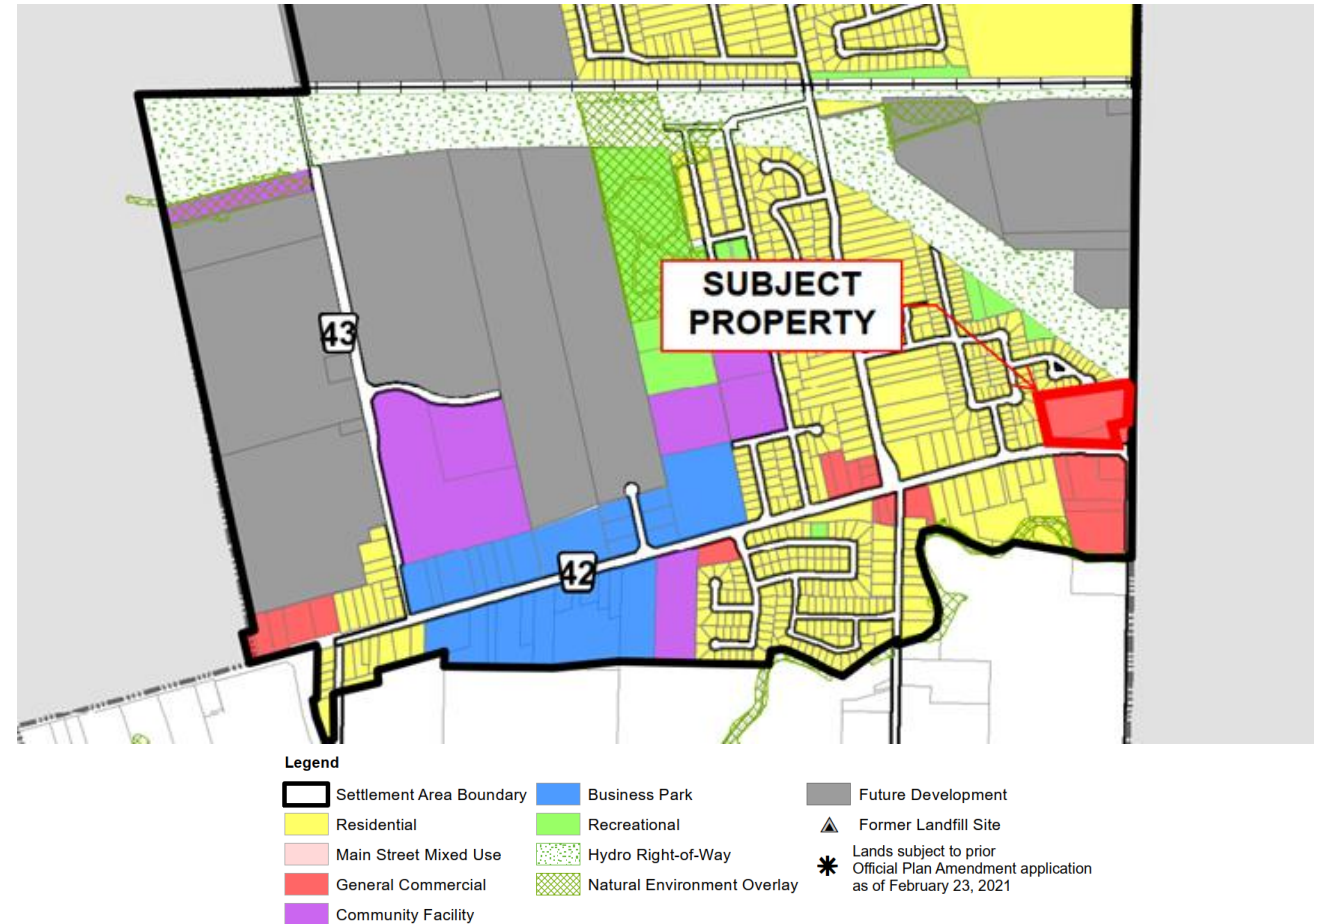 SUBJECT
PROPERTY
43
42
Legend
Settlement Area Boundary
Residential
Main Street Mixed Use
General Commercial
Community Facility
Business Park
Recreational
Hydro Right-of-Way
Natural Environment Overlay
Future Development
Former Landfill Site
Lands subject to prior
Official Plan Amendment application
as of February 23, 2021